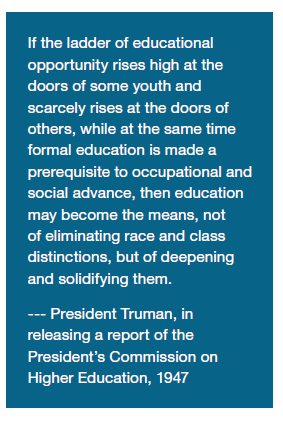 If the ladder of educational
opportunity rises high at the
doors of some youth and
scarcely rises at the doors of
others, while at the same time
formal education is made a
prerequisite to occupational and
social advance, then education
may become the means, not
of eliminating race and class
distinctions, but of deepening
and solidifying them.
--- President Truman, in
releasing a report of the
President’s Commission on
Higher Education, 1947